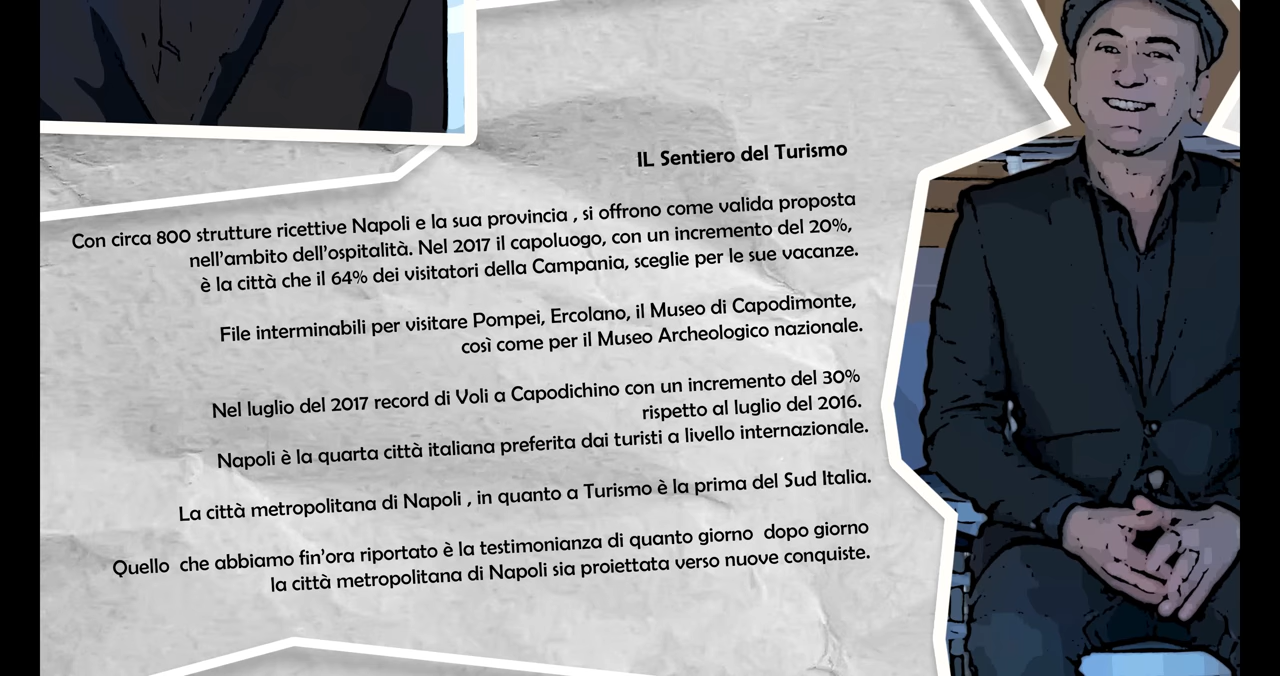 IL Sentiero del Turismo
Con circa 800 strutture ricettive Napoli e la sua provincia , si offrono come valida proposta
nell'ambito dell'ospitalità. Nel 2017 il capoluogo, con un incremento del 20%,
è la città che il 64% dei visitatori della Campania, sceglie per le sue vacanze.
File interminabili per visitare Pompei, Ercolano, il Museo di Capodimonte,
così come per il Museo Archeologico nazionale.
Nel luglio del 2017 record di Voli a Capodichino con un incremento del 30%
rispetto al luglio del 2016.
Napoli è la quarta città italiana preferita dai turisti a livello internazionale.
La città metropolitana di Napoli , in quanto a Turismo è la prima del Sud Italia.
Quello che abbiamo fin'ora riportato è la testimonianza di quanto giorno dopo giorno
la città metropolitana di Napoli sia proiettata verso nuove conquiste.